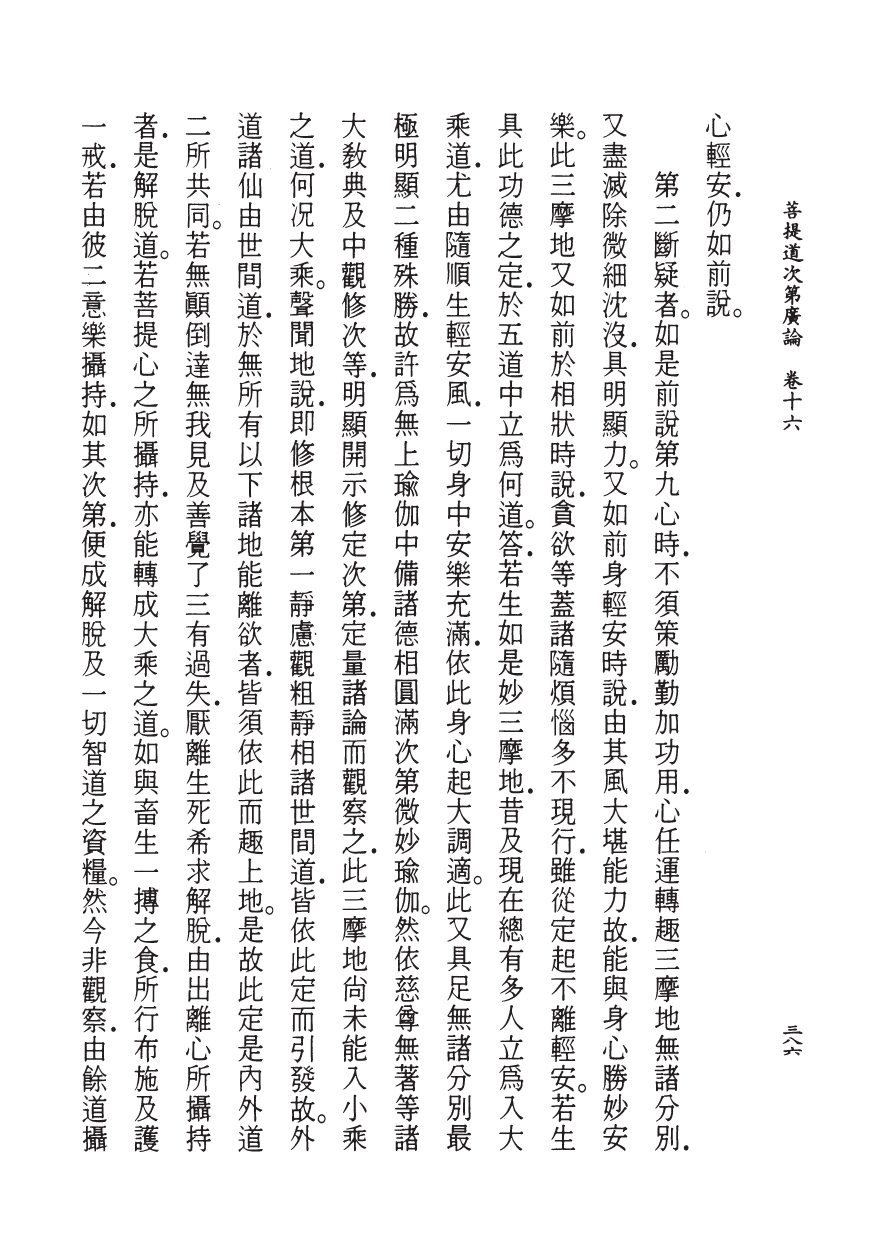 菩提道次第廣論　卷十六
三八六
心輕安．仍如前說。
第二斷疑者。如是前說第九心時．不須策勵勤加功用．心任運轉趣三摩地無諸分別．
又盡滅除微細沈沒．具明顯力。又如前身輕安時說．由其風大堪能力故．能與身心勝妙安
樂。此三摩地又如前於相狀時說．貪欲等蓋諸隨煩惱多不現行．雖從定起不離輕安。若生
具此功德之定．於五道中立爲何道。答．若生如是妙三摩地．昔及現在總有多人立爲入大
乘道．尤由隨順生輕安風．一切身中安樂充滿．依此身心起大調適。此又具足無諸分別最
極明顯二種殊勝．故許爲無上瑜伽中備諸德相圓滿次第微妙瑜伽。然依慈尊無著等諸
大教典及中觀修次等．明顯開示修定次第．定量諸論而觀察之．此三摩地尚未能入小乘
之道．何況大乘。聲聞地說．即修根本第一靜慮觀粗靜相諸世間道．皆依此定而引發故。外
道諸仙由世間道．於無所有以下諸地能離欲者．皆須依此而趣上地。是故此定是內外道
二所共同。若無顚倒達無我見及善覺了三有過失．厭離生死希求解脫．由出離心所攝持
者．是解脫道。若菩提心之所攝持．亦能轉成大乘之道。如與畜生一摶之食．所行布施及護
一戒．若由彼二意樂攝持．如其次第．便成解脫及一切智道之資糧。然今非觀察．由餘道攝